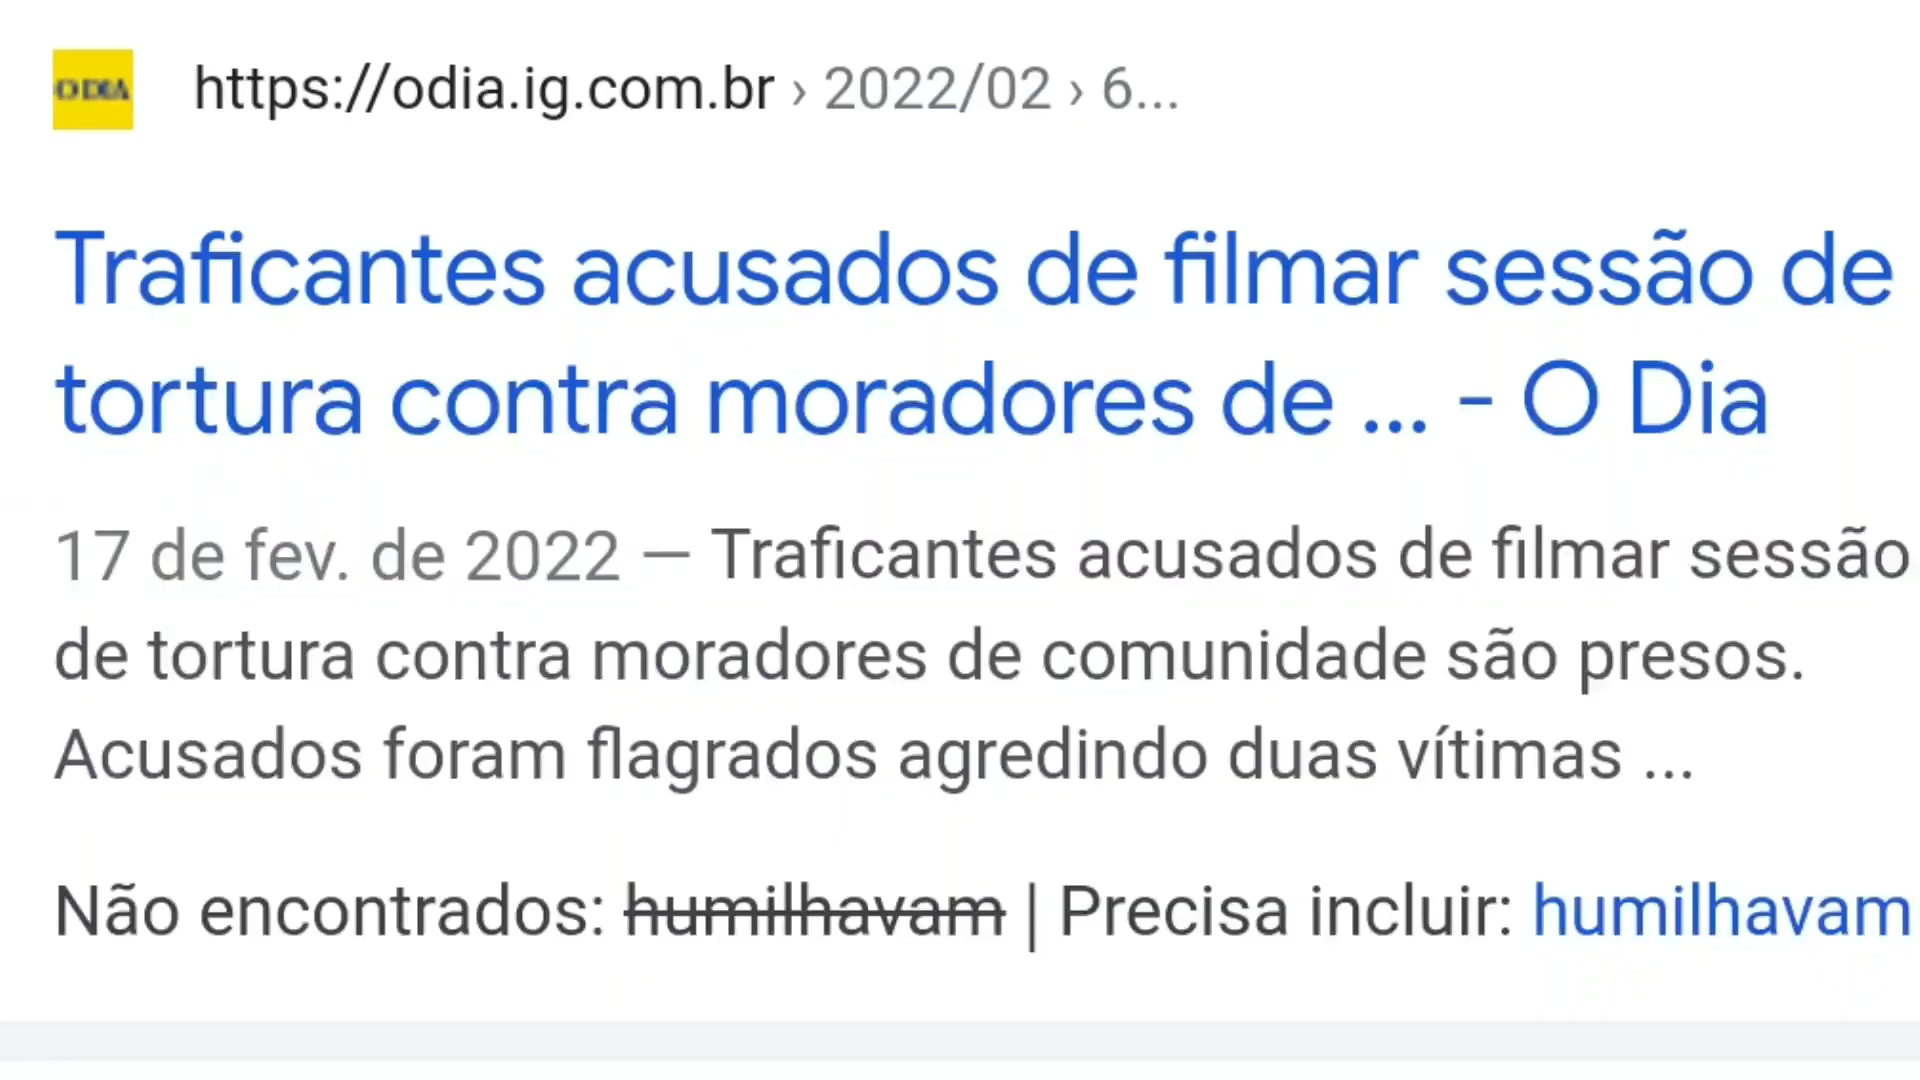 O DIA
https://odia.ig.com.br › 2022/02 › 6...
Traficantes acusados de filmar sessão de
tortura contra moradores de ... - O Dia
17 de fev. de 2022 — Traficantes acusados de filmar sessão
de tortura contra moradores de comunidade são presos.
Acusados foram flagrados agredindo duas vítimas ...
Não encontrados: humilhavam | Precisa incluir: humilhavam